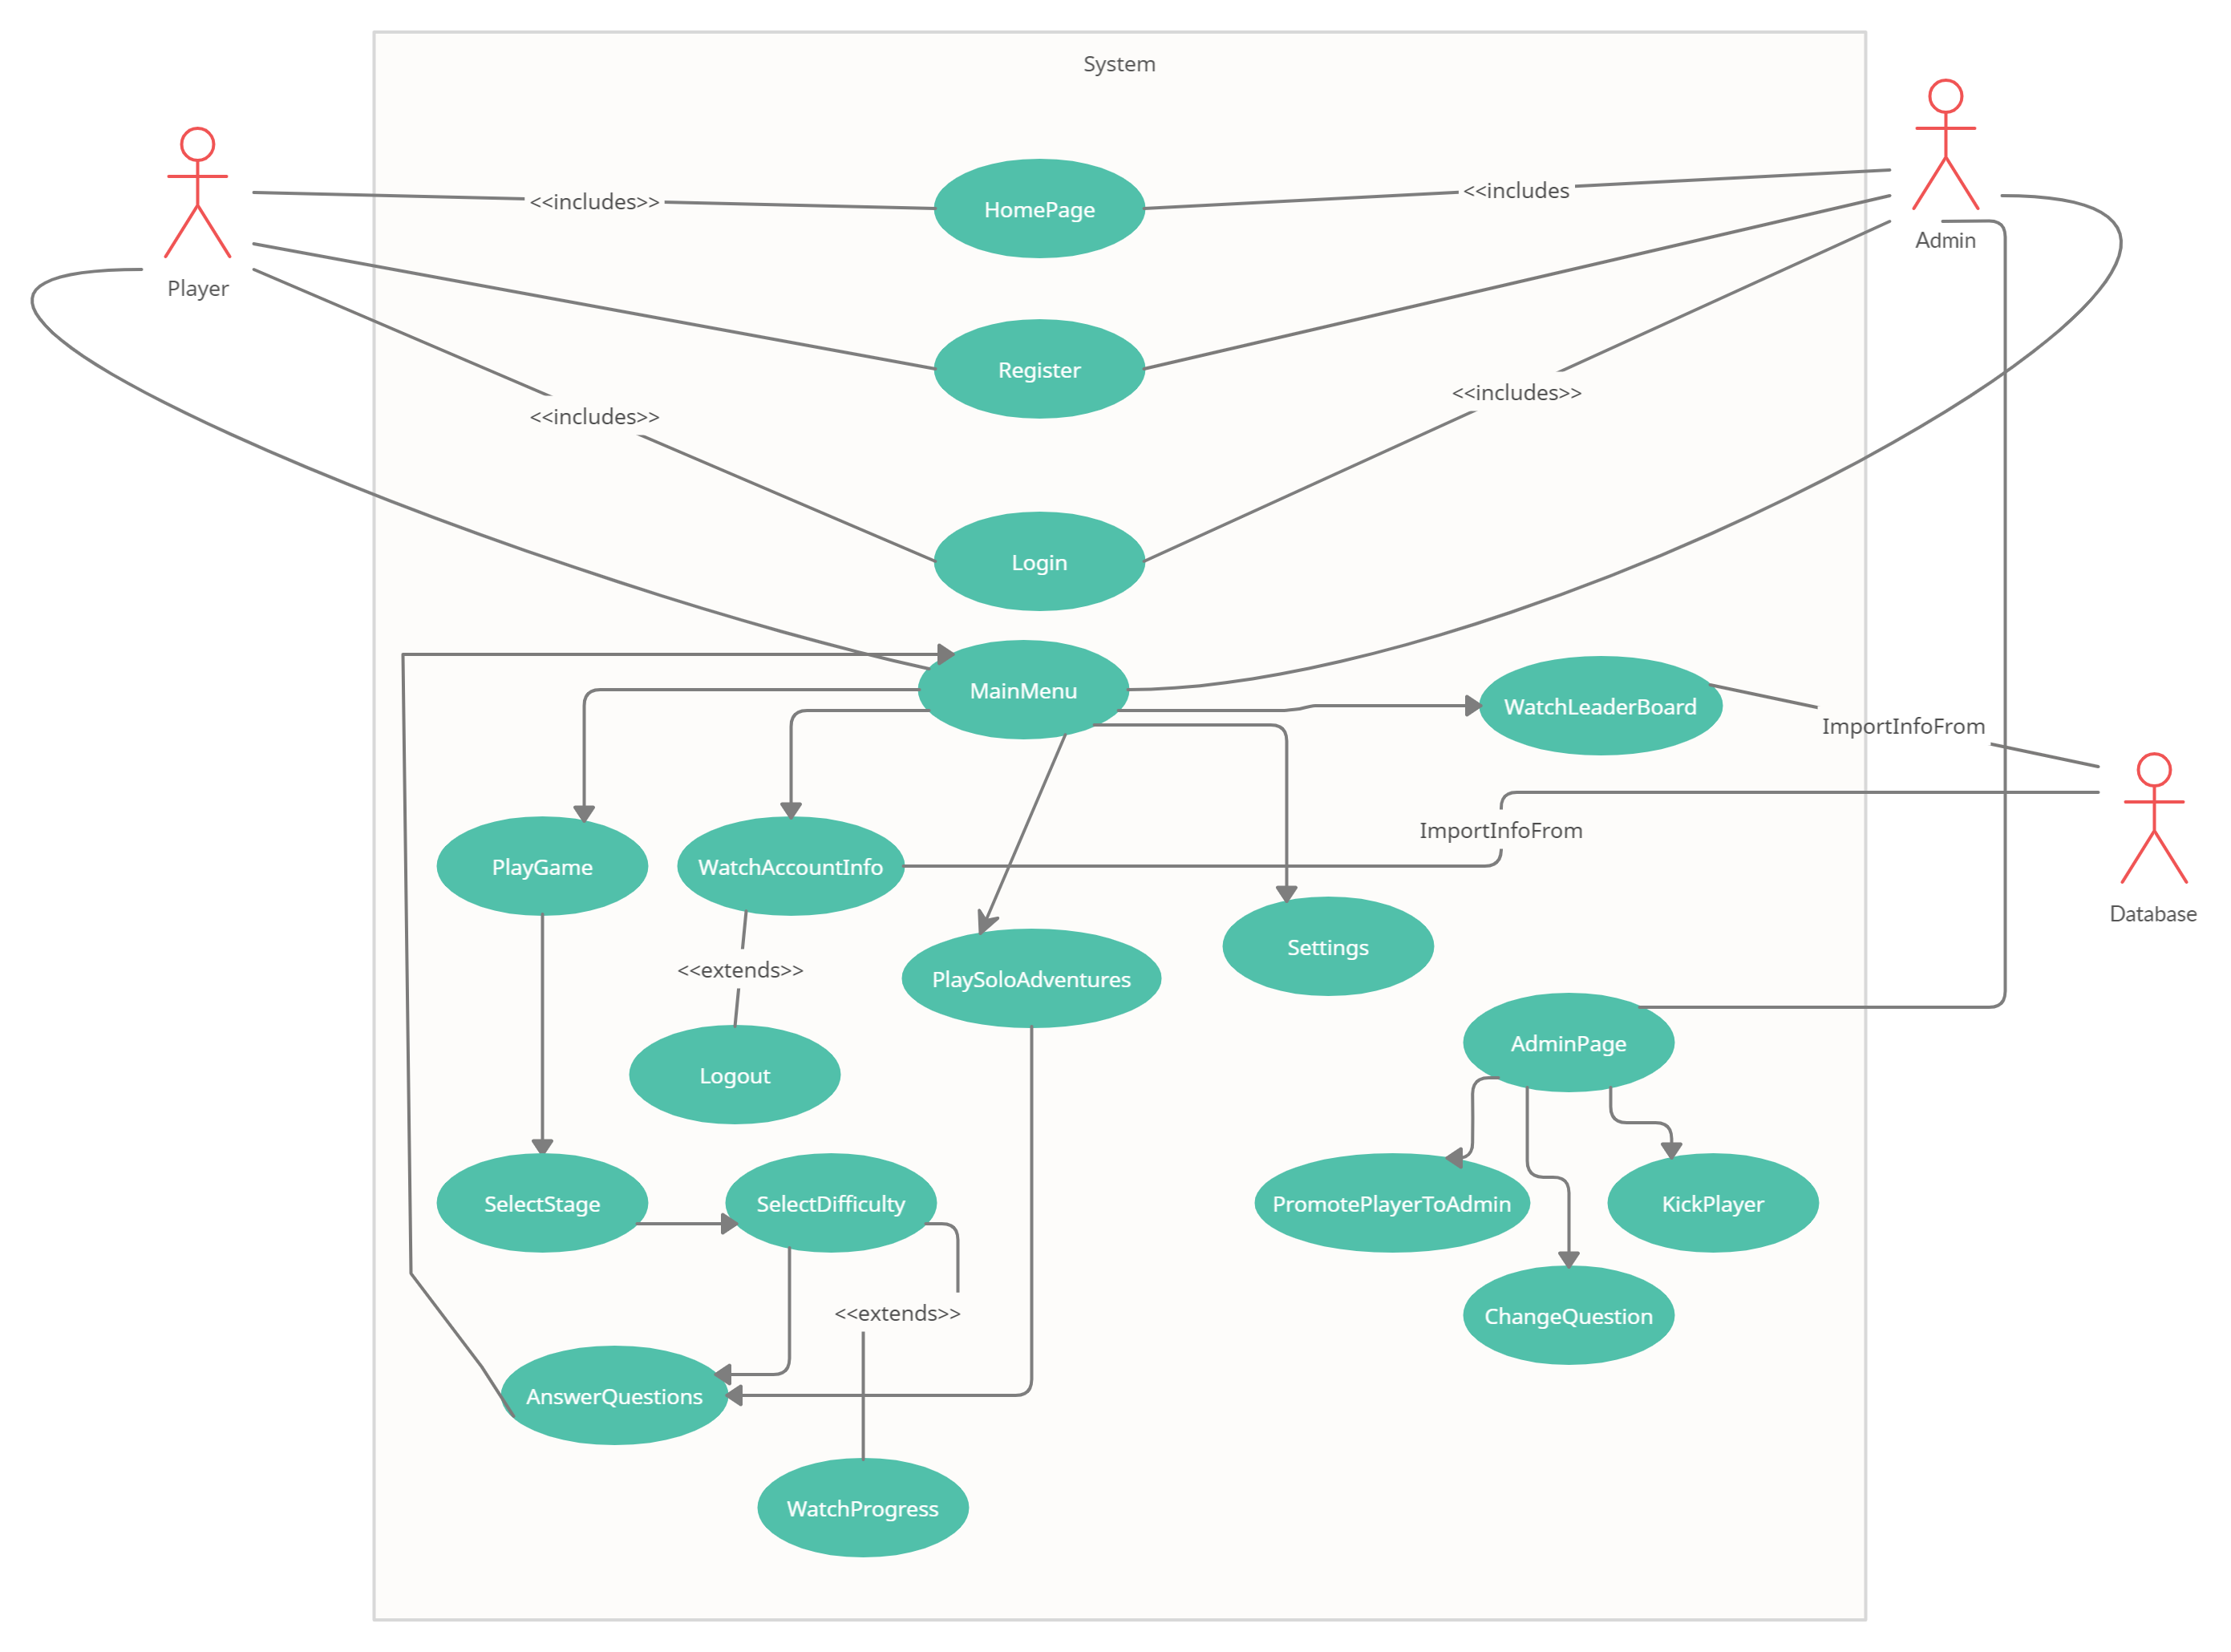 System
<<includes>>
<<includes
HomePage
Admin
Player
Register
<<includes>>
<<includes>>
Login
MainMenu
WatchLeaderBoard
ImportInfoFrom
ImportInfoFrom
PlayGame
WatchAccountInfo
Database
Settings
<<extends>>
PlaySoloAdventures
AdminPage
Logout
SelectStage
SelectDifficulty
PromotePlayerToAdmin
KickPlayer
<<extends>>
ChangeQuestion
AnswerQuestions
WatchProgress